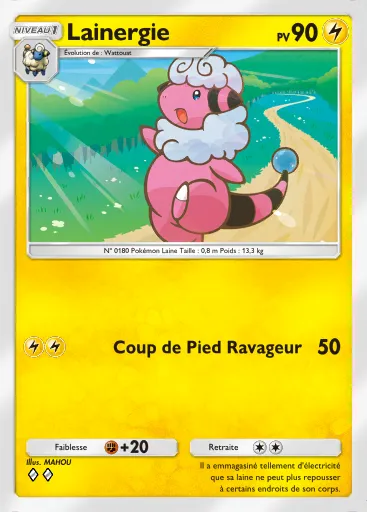 NIVEAU 1
Lainergie
PV 90
Évolution de : Wattouat
N° 0180 Pokémon Laine Taille : 0,8 m Poids : 13,3 kg
Coup de Pied Ravageur 50
Faiblesse +20
Retraite
Illus. MAHOU
Il a emmagasiné tellement d'électricité
que sa laine ne peut plus repousser
à certains endroits de son corps.